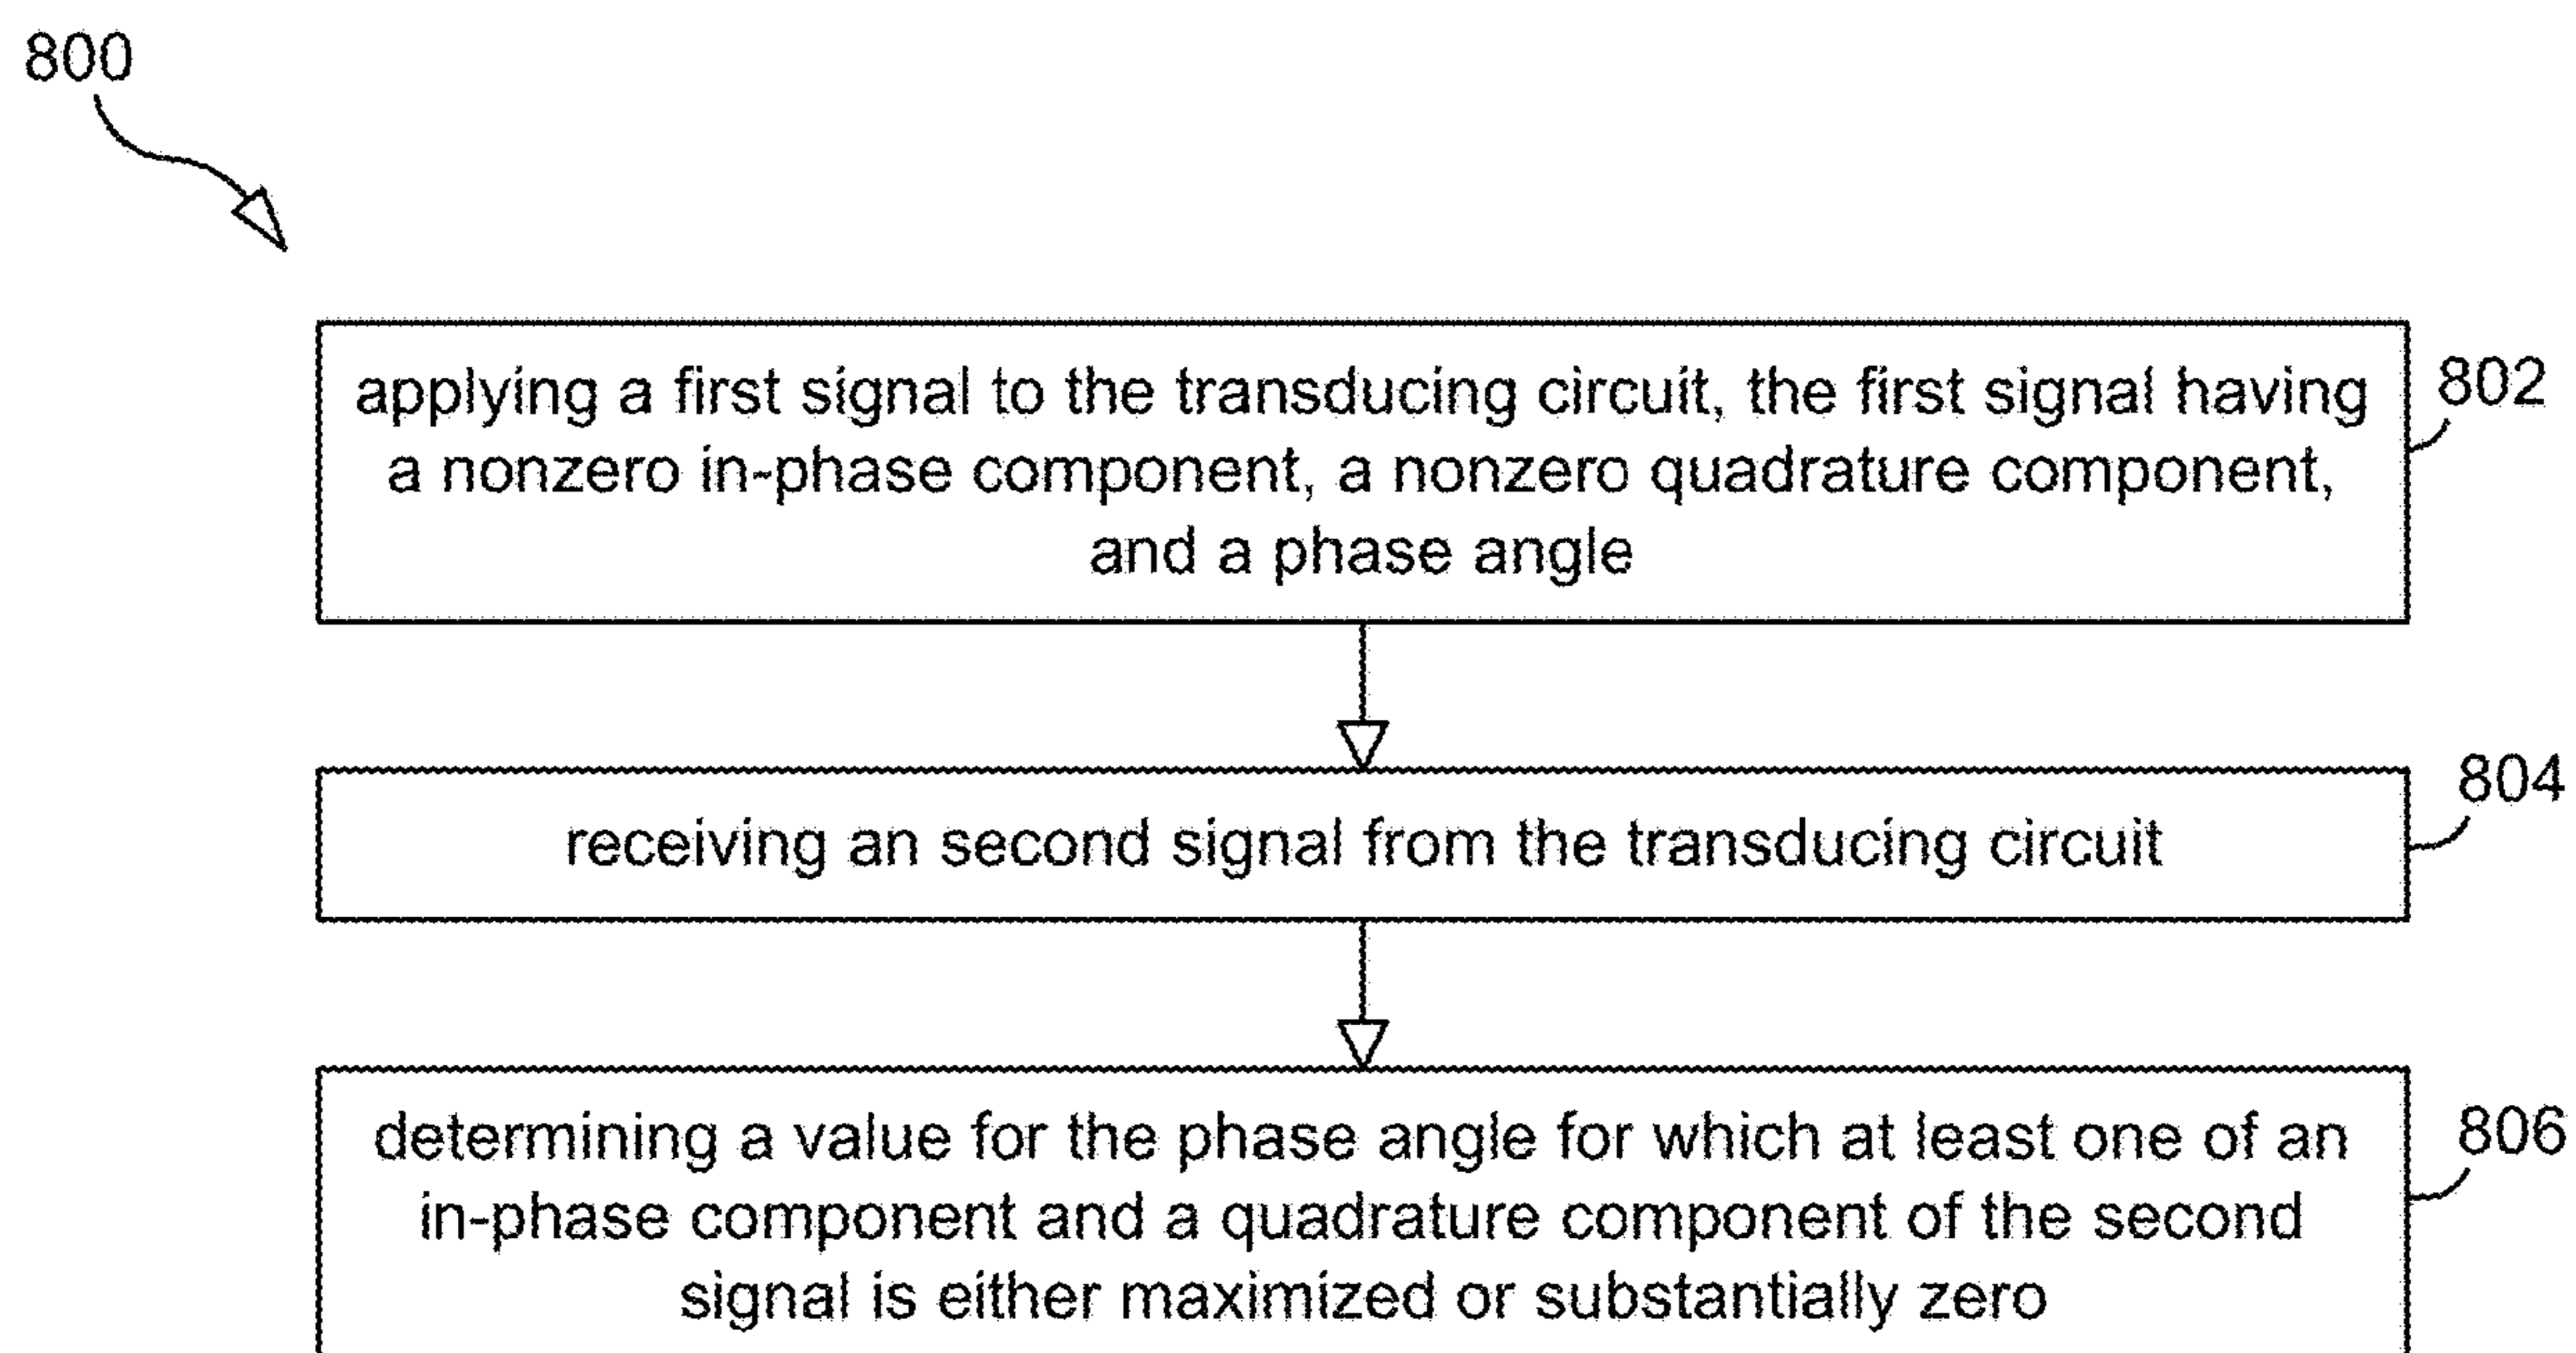 800
applying a first signal to the transducing circuit, the first signal having
802
a nonzero in-phase component, a nonzero quadrature component,
and a phase angle
804
receiving an second signal from the transducing circuit
determining a value for the phase angle for which at least one of an
806
in-phase component and a quadrature component of the second
signal is either maximized or substantially zero